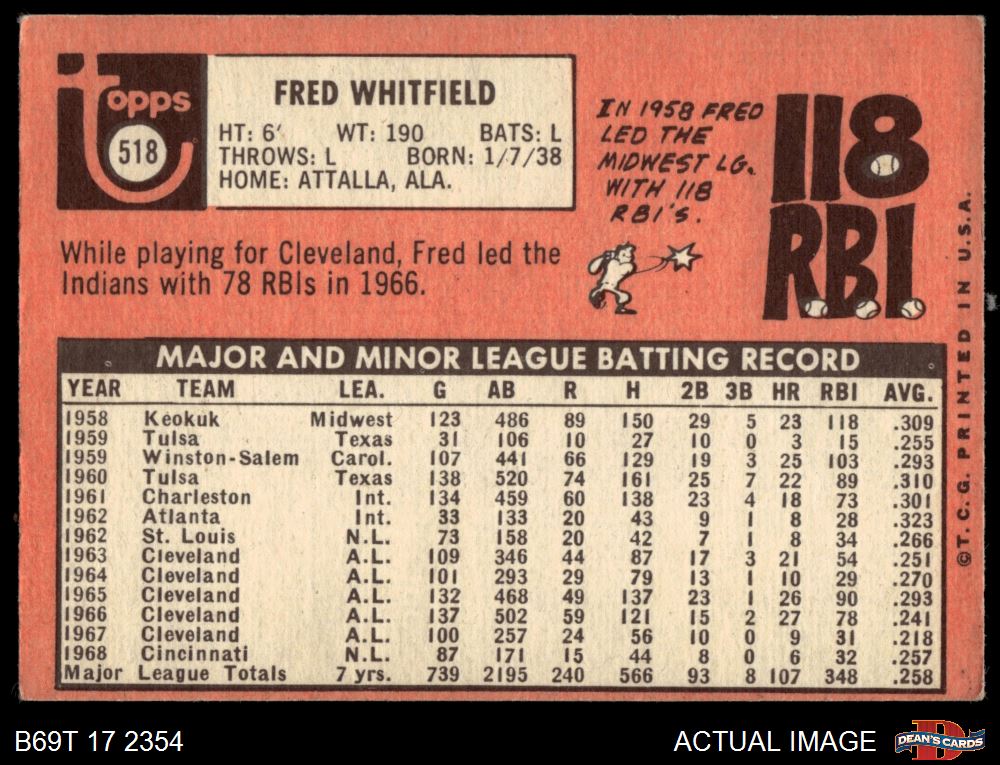 topps
518
FRED WHITFIELD
HT: 6' WT: 190 BATS: L
THROWS: L BORN: 1/7/38
HOME: ATTALLA, ALA.
IN 1958 FRED
LED THE
MIDWEST LG.
WITH 118
RBI'S.
118
RBI.
While playing for Cleveland, Fred led the
Indians with 78 RBIs in 1966.
MAJOR AND MINOR LEAGUE BATTING RECORD
YEAR TEAM LEA. G AB R H 2B 3B HR RBI AVG.
1958 Keokuk Midwest 123 486 89 150 29 5 23 118 .309
1959 Tulsa Texas 31 106 10 27 10 0 3 15 .255
1959 Winston-Salem Carol. 107 441 66 129 19 3 25 103 .293
1960 Tulsa Texas 138 520 74 161 25 7 22 89 .310
1961 Charleston Int. 134 459 60 138 23 4 18 73 .301
1962 Atlanta Int. 33 133 20 43 9 1 8 28 .323
1962 St. Louis N.L. 73 158 20 42 7 1 8 34 .266
1963 Cleveland A.L. 109 346 44 87 17 3 21 54 .251
1964 Cleveland A.L. 101 293 29 79 13 1 10 29 .270
1965 Cleveland A.L. 132 468 49 137 23 1 26 90 .293
1966 Cleveland A.L. 137 502 59 121 15 2 27 78 .241
1967 Cleveland A.L. 100 257 24 56 10 0 9 31 .218
1968 Cincinnati N.L. 87 171 15 44 8 0 6 32 .257
Major League Totals 7 yrs. 739 2195 240 566 93 8 107 348 .258
©T.C.G. PRINTED IN U.S.A.
B69T 17 2354
ACTUAL IMAGE
DEAN'S CARDS